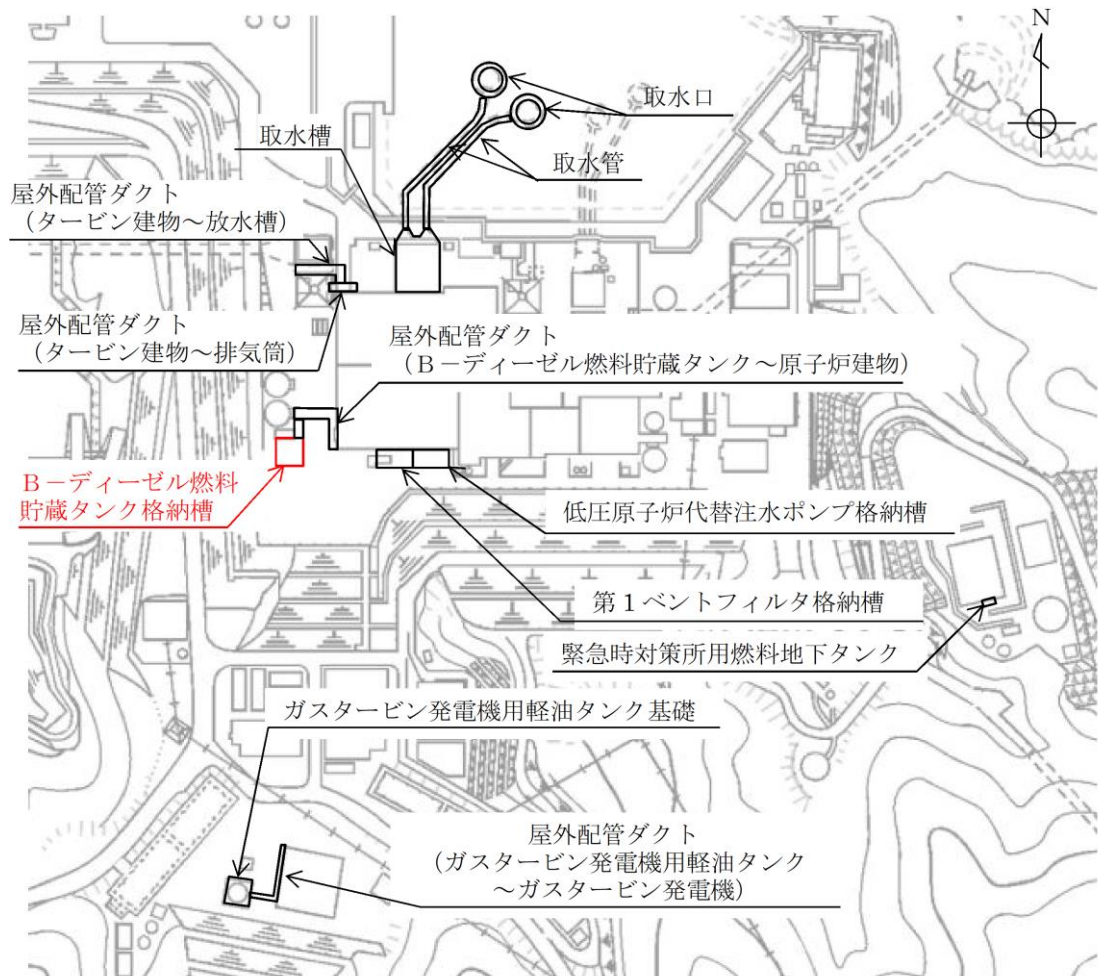 N
取水口
取水槽
取水管
屋外配管ダクト
(タービン建物~放水槽)
屋外配管ダクト
(タービン建物~排気筒)
屋外配管ダクト
(B-ディーゼル燃料貯蔵タンク~原子炉建物)
B-ディーゼル燃料
貯蔵タンク格納槽
低圧原子炉代替注水ポンプ格納槽
第1ベントフィルタ格納槽
緊急時対策所用燃料地下タンク
ガスタービン発電機用軽油タンク基礎
屋外配管ダクト
(ガスタービン発電機用軽油タンク
~ガスタービン発電機)